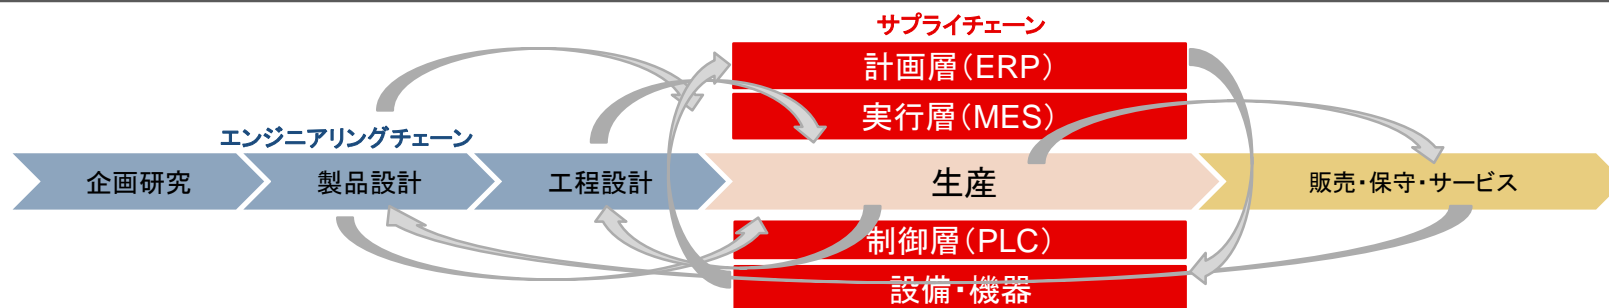 サプライチェーン
計画層（ERP）
実行層（MES）
エンジニアリングチェーン
企画研究
製品設計
工程設計
生産
販売・保守・サービス
制御層（PLC）
設備・機器